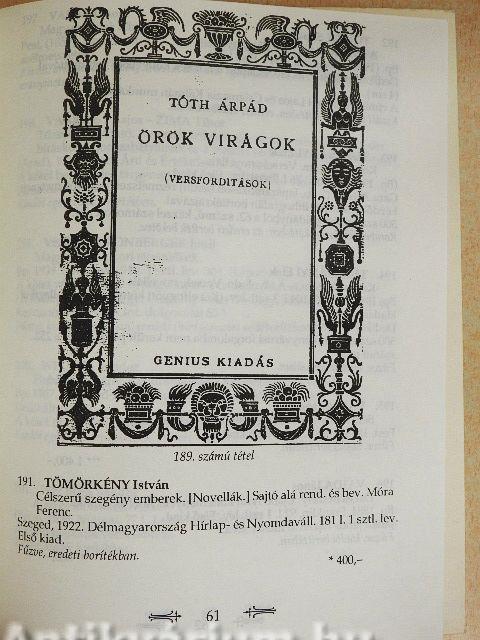 TÓTH ÁRPÁD
ÖRÖK VIRÁGOK
(VERSFORDITÁSOK)
GENIUS KIADÁS
189. számú tétel
191. TÖMÖRKÉNY István
Célszerű szegény emberek. [Novellák.] Sajtó alá rend. és bev. Móra
Ferenc.
Szeged, 1922. Délmagyarország Hírlap- és Nyomdaváll. 181 l. 1 sztl. lev.
Első kiad.
Fűzve, eredeti borítékban. * 400,–
61
Antikvárium.hu